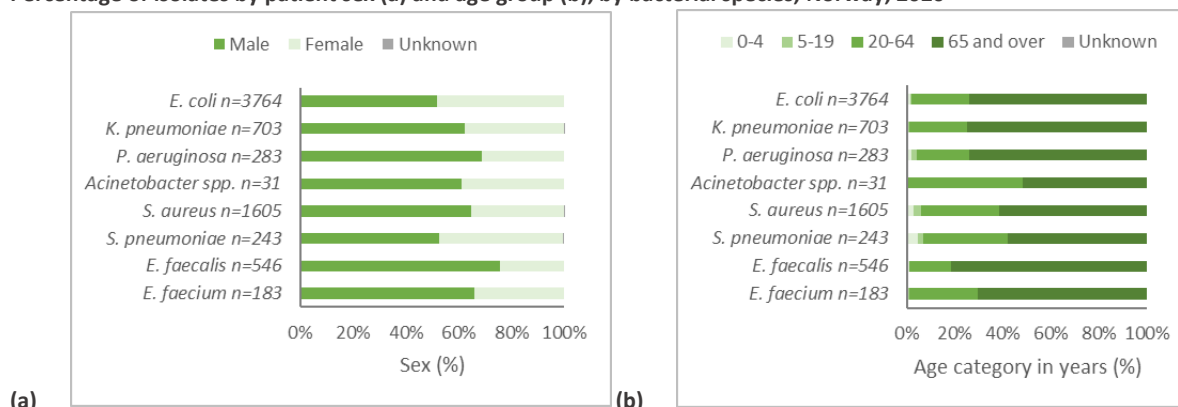 Percentage of isolates by patient sex (a) and age group (b), by bacterial species, Norway, 2020
Male Female Unknown
E. coli n=3764
K. pneumoniae n=703
P. aeruginosa n=283
Acinetobacter spp. n=31
S. aureus n=1605
S. pneumoniae n=243
E. faecalis n=546
E. faecium n=183
0% 20% 40% 60% 80% 100%
Sex (%)
(a)
0-4 5-19 20-64 65 and over Unknown
E. coli n=3764
K. pneumoniae n=703
P. aeruginosa n=283
Acinetobacter spp. n=31
S. aureus n=1605
S. pneumoniae n=243
E. faecalis n=546
E. faecium n=183
0% 20% 40% 60% 80% 100%
Age category in years (%)
(b)